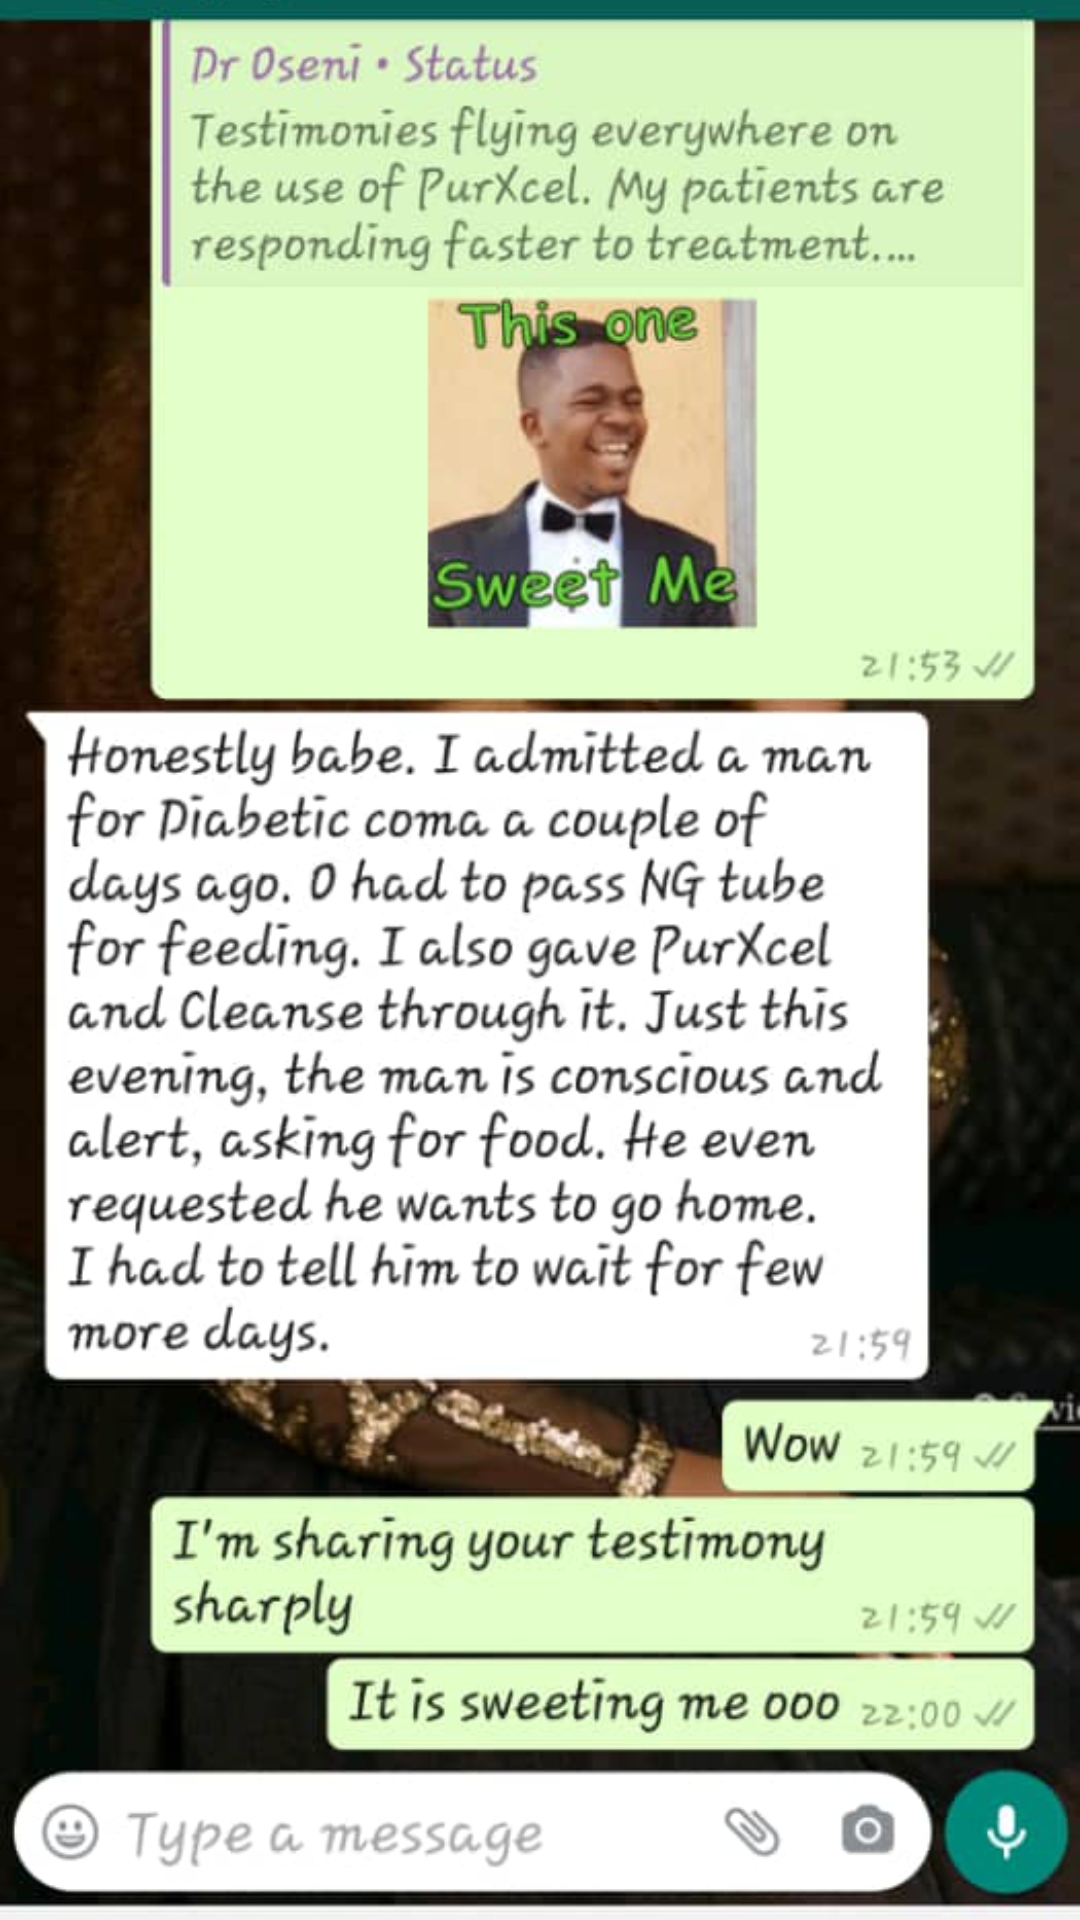 Dr Oseni • Status
Testimonies flying everywhere on
the use of PurXcel. My patients are
responding faster to treatment....
This one
Sweet Me
21:53
Honestly babe. I admitted a man
for Diabetic coma a couple of
days ago. 0 had to pass NG tube
for feeding. I also gave PurXcel
and Cleanse through it. Just this
evening, the man is conscious and
alert, asking for food. He even
requested he wants to go home.
I had to tell him to wait for few
more days.
21:59
Wow 21:59
I'm sharing your testimony
sharply
21:59
It is sweeting me ooo 22:00
Type a message